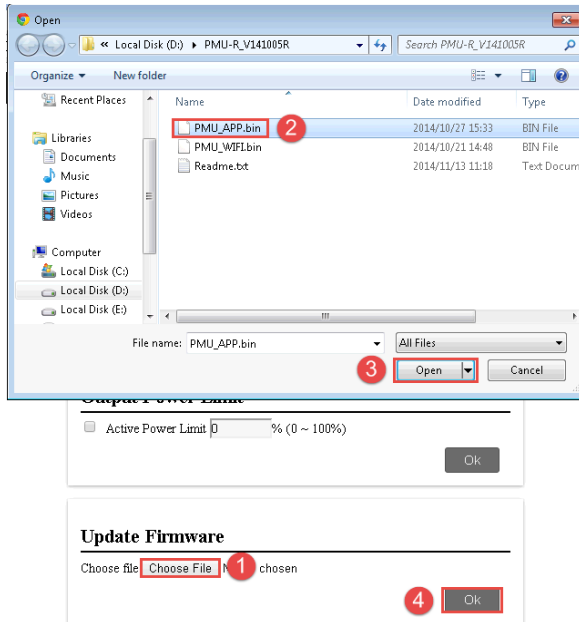 Open
« Local Disk (D:) ▸ PMU-R_V141005R
Search PMU-R_V141005R
Organize
New folder
Recent Places
Libraries
Documents
Music
Pictures
Videos
Computer
Local Disk (C:)
Local Disk (D:)
Local Disk (E:)
Name Date modified Type
PMU_APP.bin 2 2014/10/27 15:33 BIN File
PMU_WIFI.bin 2014/10/21 14:48 BIN File
Readme.txt 2014/11/13 11:18 Text Docum
File name: PMU_APP.bin All Files
3 Open Cancel
Output Power Limit
Active Power Limit 0 % (0 ~ 100%)
Ok
Update Firmware
Choose file Choose File 1 chosen
4 Ok